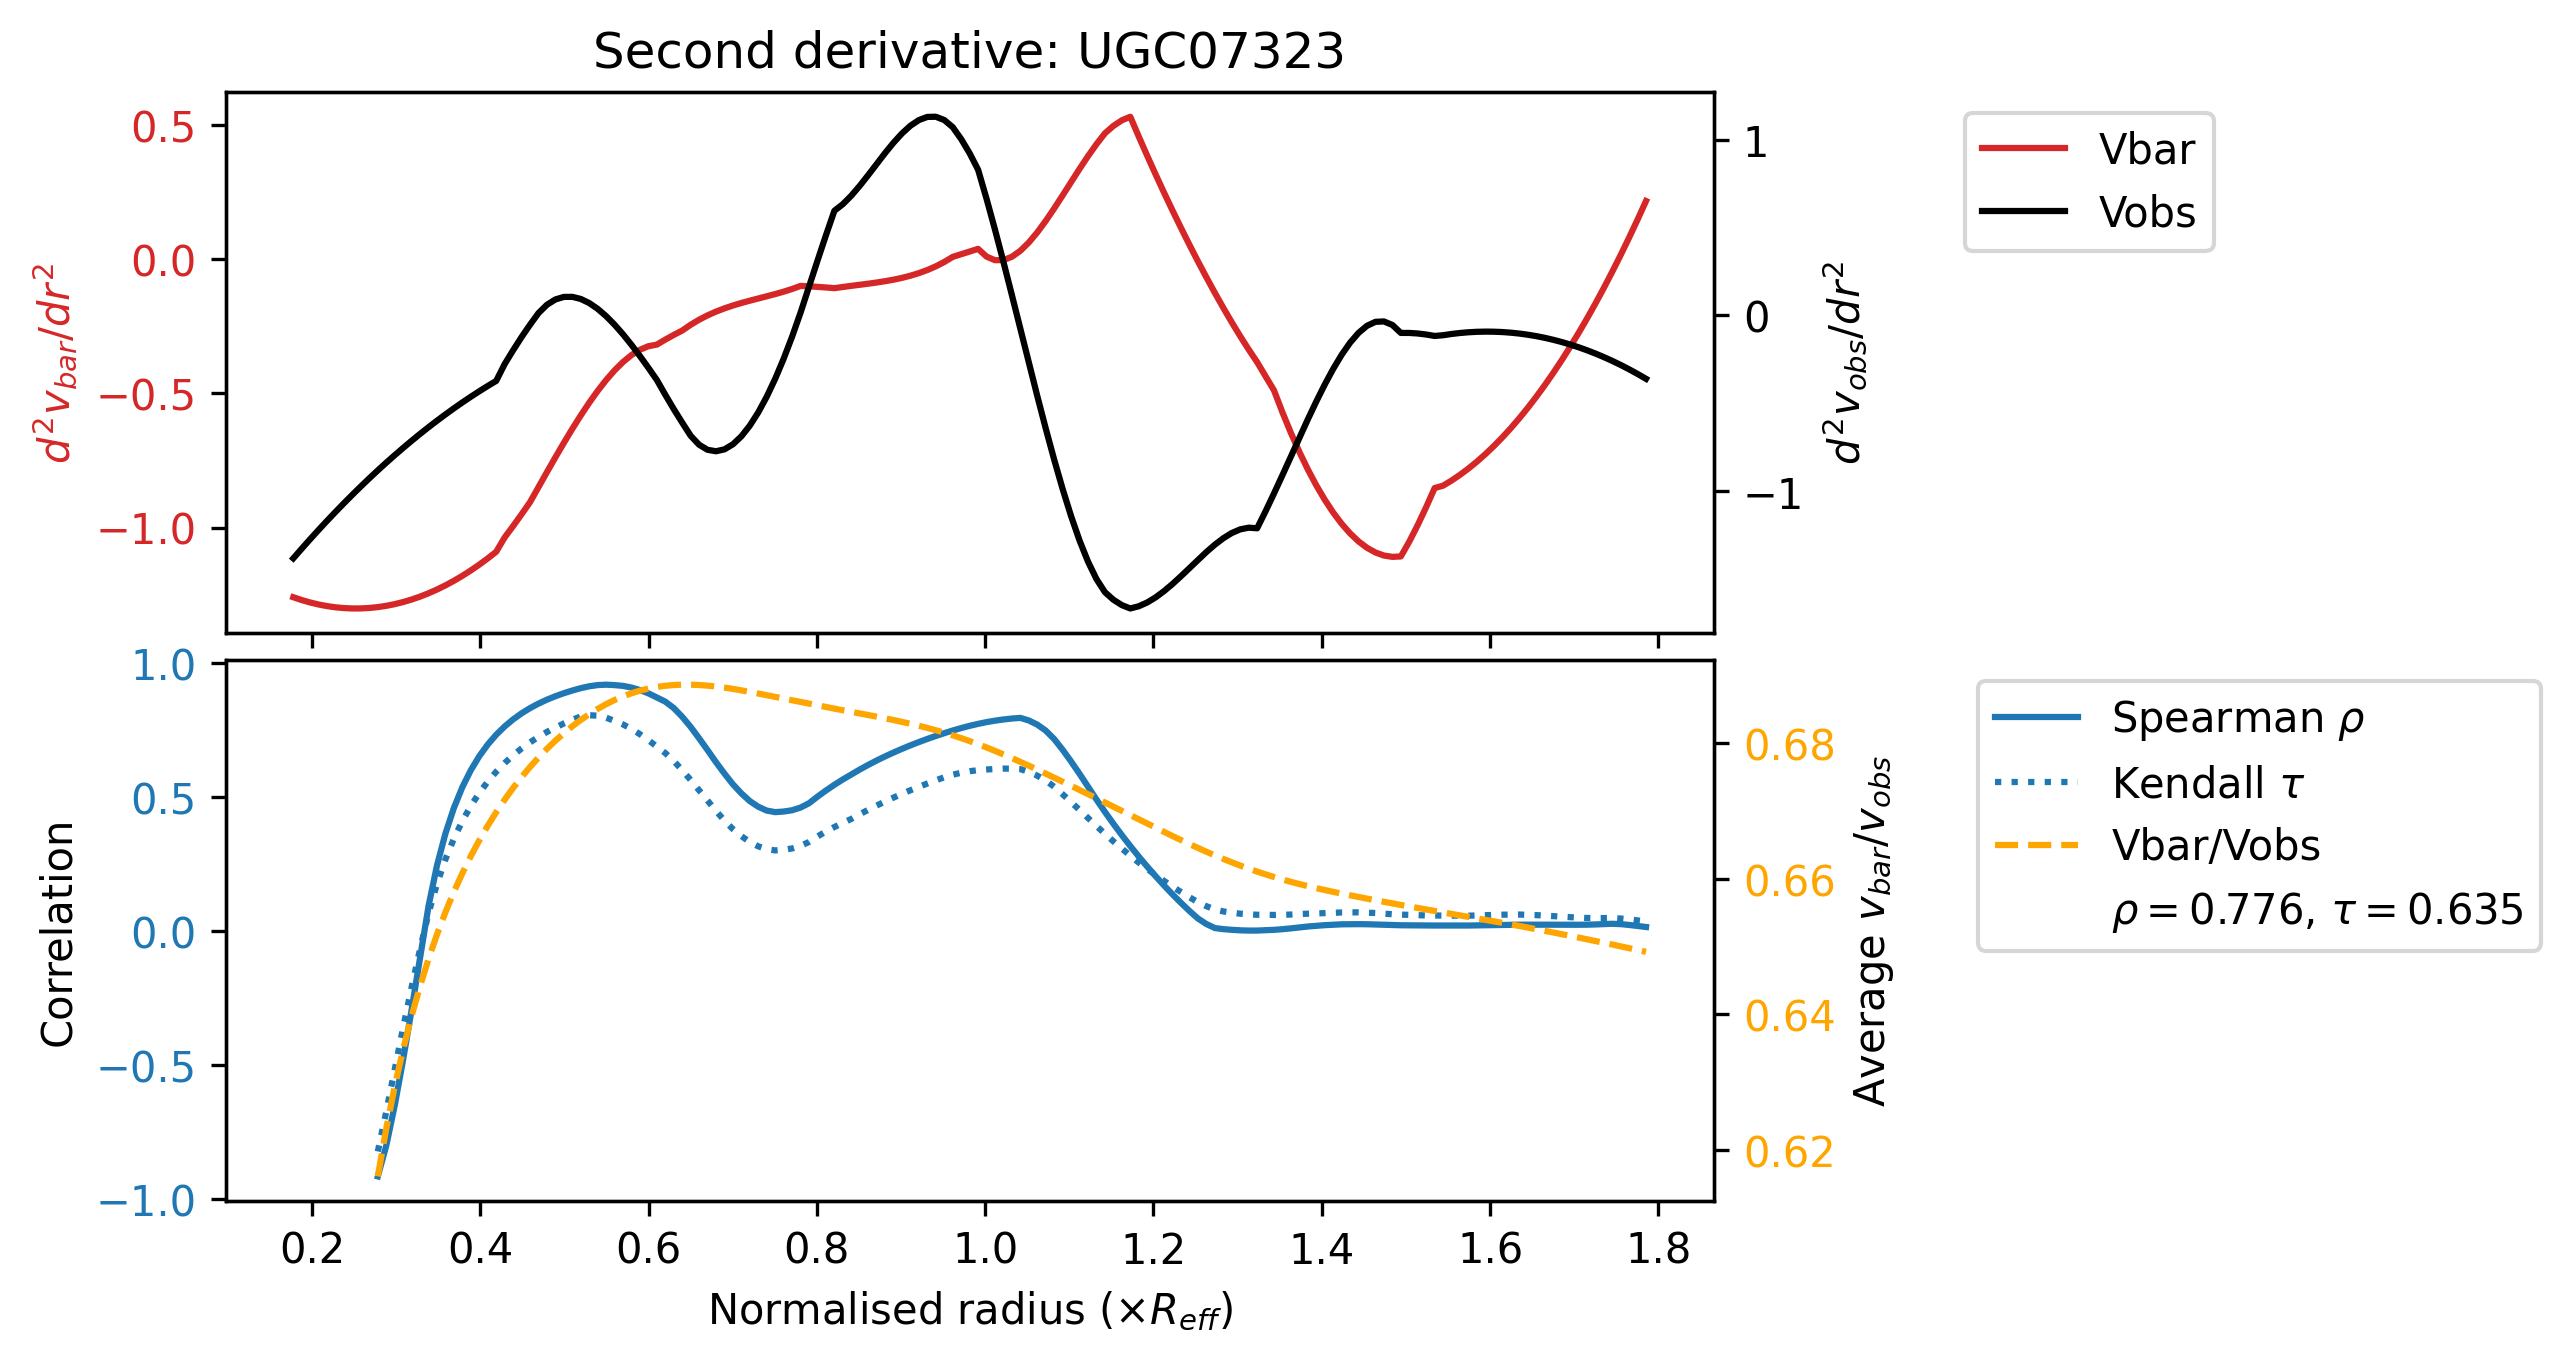 Second derivative: UGC07323
0.5
0.0
−0.5
−1.0
d²v_bar/dr²
1
0
−1
d²v_obs/dr²
Vbar
Vobs
1.0
0.5
0.0
−0.5
−1.0
Correlation
0.68
0.66
0.64
0.62
Average v_bar/v_obs
Spearman ρ
Kendall τ
Vbar/Vobs
ρ = 0.776, τ = 0.635
0.2 0.4 0.6 0.8 1.0 1.2 1.4 1.6 1.8
Normalised radius (×R_eff)